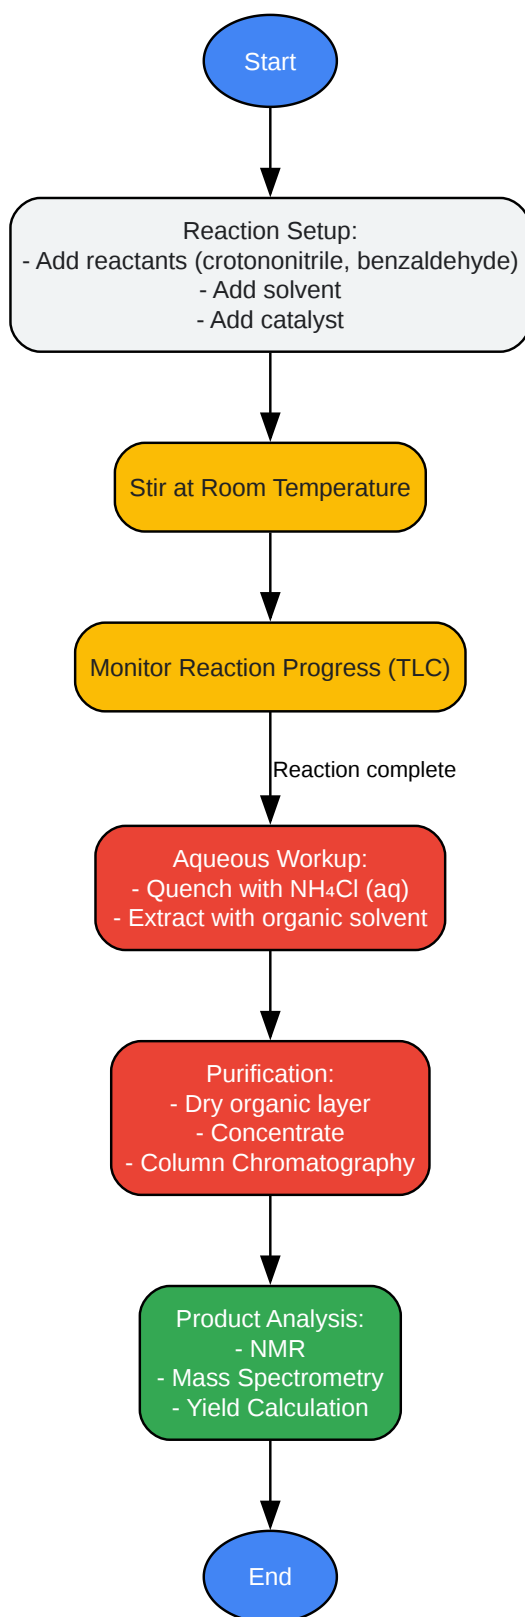 Start
Reaction Setup:
- Add reactants (crotononitrile, benzaldehyde)
- Add solvent
- Add catalyst
Stir at Room Temperature
Monitor Reaction Progress (TLC)
Reaction complete
Aqueous Workup:
- Quench with NH₄Cl (aq)
- Extract with organic solvent
Purification:
- Dry organic layer
- Concentrate
- Column Chromatography
Product Analysis:
- NMR
- Mass Spectrometry
- Yield Calculation
End